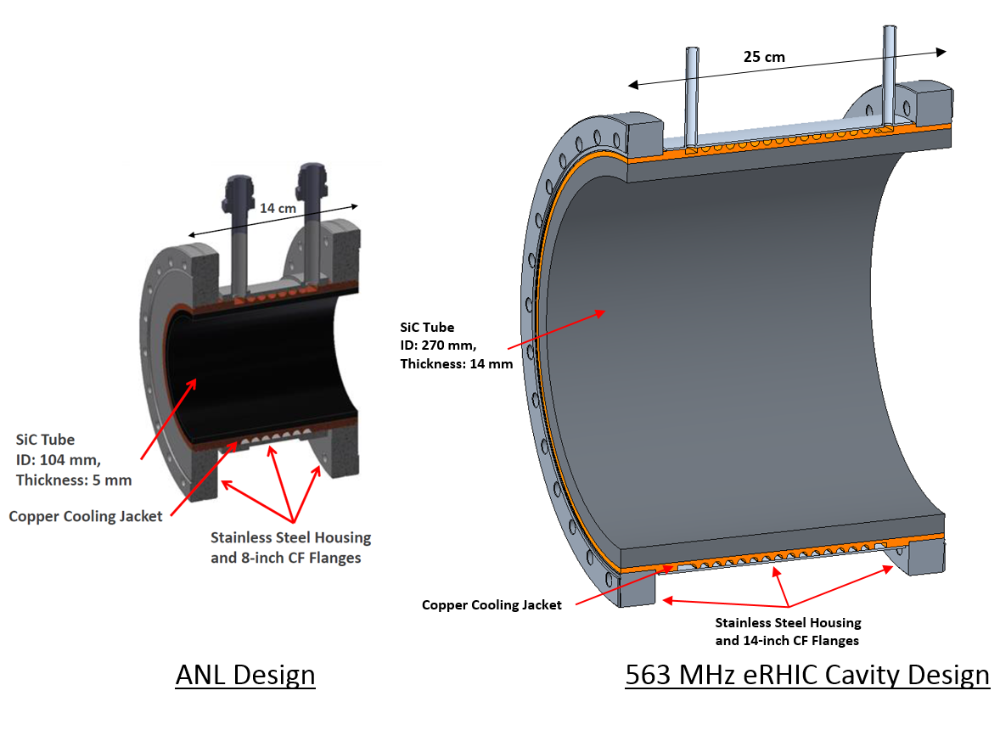 25 cm
14 cm
SiC Tube
ID: 270 mm,
Thickness: 14 mm
SiC Tube
ID: 104 mm,
Thickness: 5 mm
Copper Cooling Jacket
Stainless Steel Housing
and 8-inch CF Flanges
Copper Cooling Jacket
Stainless Steel Housing
and 14-inch CF Flanges
ANL Design
563 MHz eRHIC Cavity Design